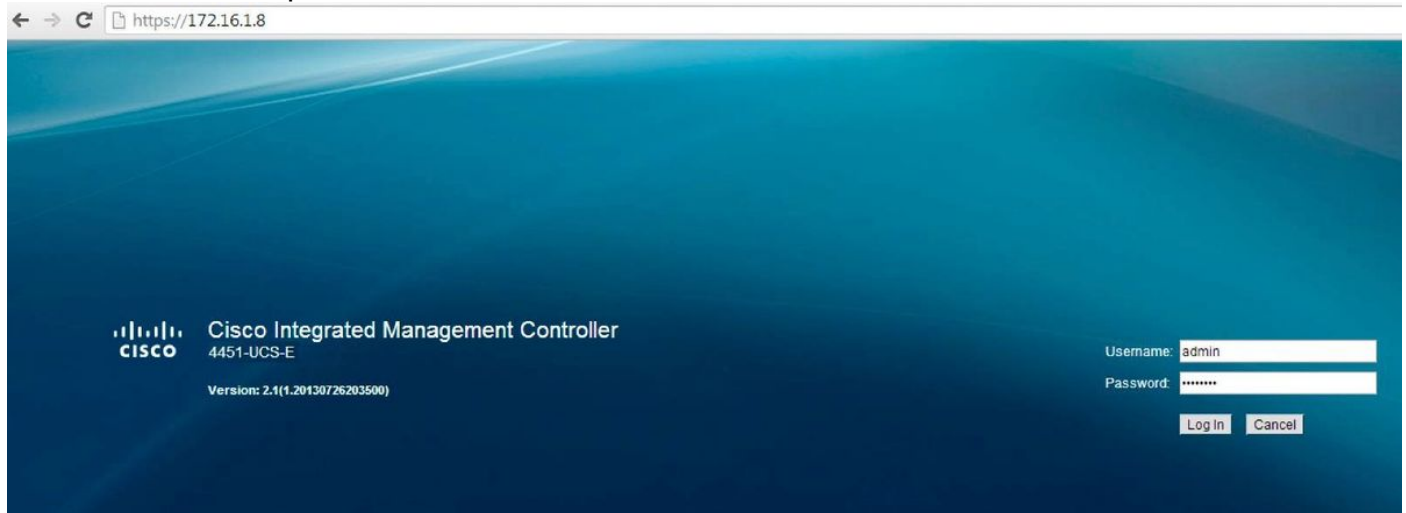 https://172.16.1.8
CISCO
Cisco Integrated Management Controller
4451-UCS-E
Version: 2.1(1.20130726203500)
Username: admin
Password: ••••••••
Log In Cancel